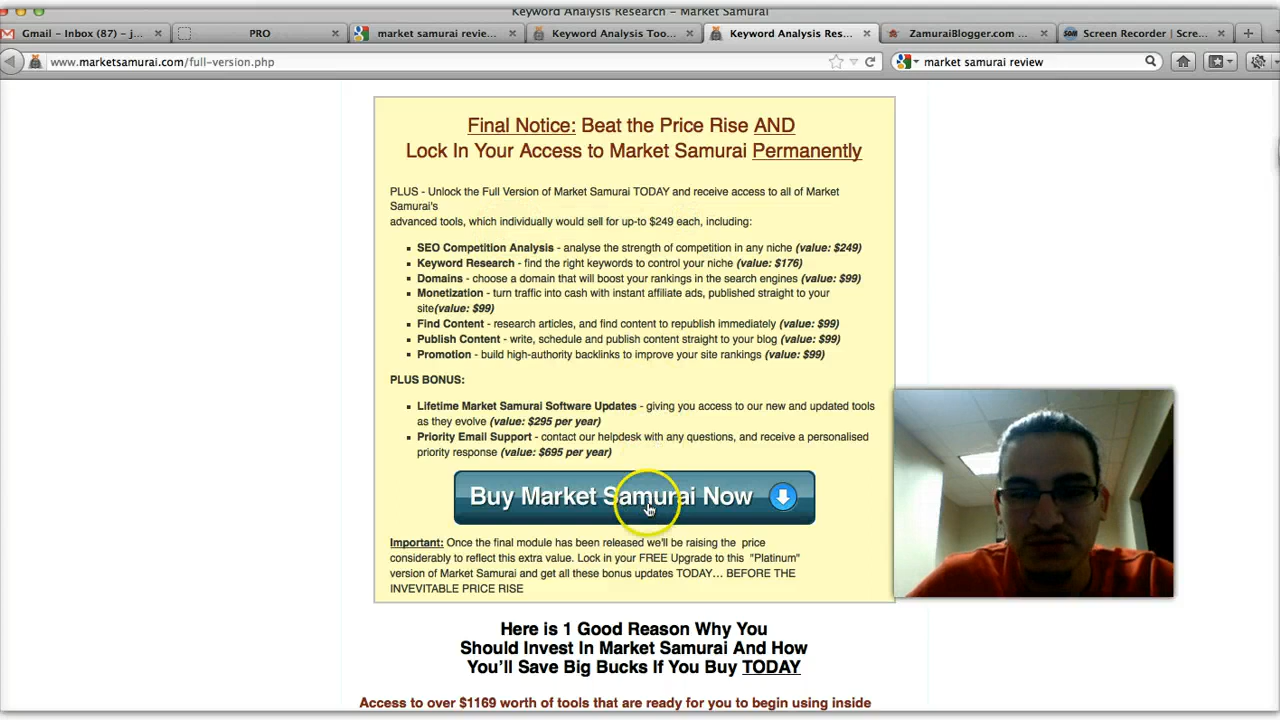 Keyword Analysis Research – Market Samurai
Gmail – Inbox (87) – j...
PRO
market samurai revie...
Keyword Analysis Too...
Keyword Analysis Res...
ZamuraiBlogger.com ...
Screen Recorder | Scre...
www.marketsamurai.com/full-version.php
market samurai review
Final Notice: Beat the Price Rise AND
Lock In Your Access to Market Samurai Permanently
PLUS - Unlock the Full Version of Market Samurai TODAY and receive access to all of Market
Samurai's
advanced tools, which individually would sell for up-to $249 each, including:
SEO Competition Analysis - analyse the strength of competition in any niche (value: $249)
Keyword Research - find the right keywords to control your niche (value: $176)
Domains - choose a domain that will boost your rankings in the search engines (value: $99)
Monetization - turn traffic into cash with instant affiliate ads, published straight to your
site(value: $99)
Find Content - research articles, and find content to republish immediately (value: $99)
Publish Content - write, schedule and publish content straight to your blog (value: $99)
Promotion - build high-authority backlinks to improve your site rankings (value: $99)
PLUS BONUS:
Lifetime Market Samurai Software Updates - giving you access to our new and updated tools
as they evolve (value: $295 per year)
Priority Email Support - contact our helpdesk with any questions, and receive a personalised
priority response (value: $695 per year)
Buy Market Samurai Now
Important: Once the final module has been released we'll be raising the price
considerably to reflect this extra value. Lock in your FREE Upgrade to this "Platinum"
version of Market Samurai and get all these bonus updates TODAY... BEFORE THE
INVEVITABLE PRICE RISE
Here is 1 Good Reason Why You
Should Invest In Market Samurai And How
You'll Save Big Bucks If You Buy TODAY
Access to over $1169 worth of tools that are ready for you to begin using inside